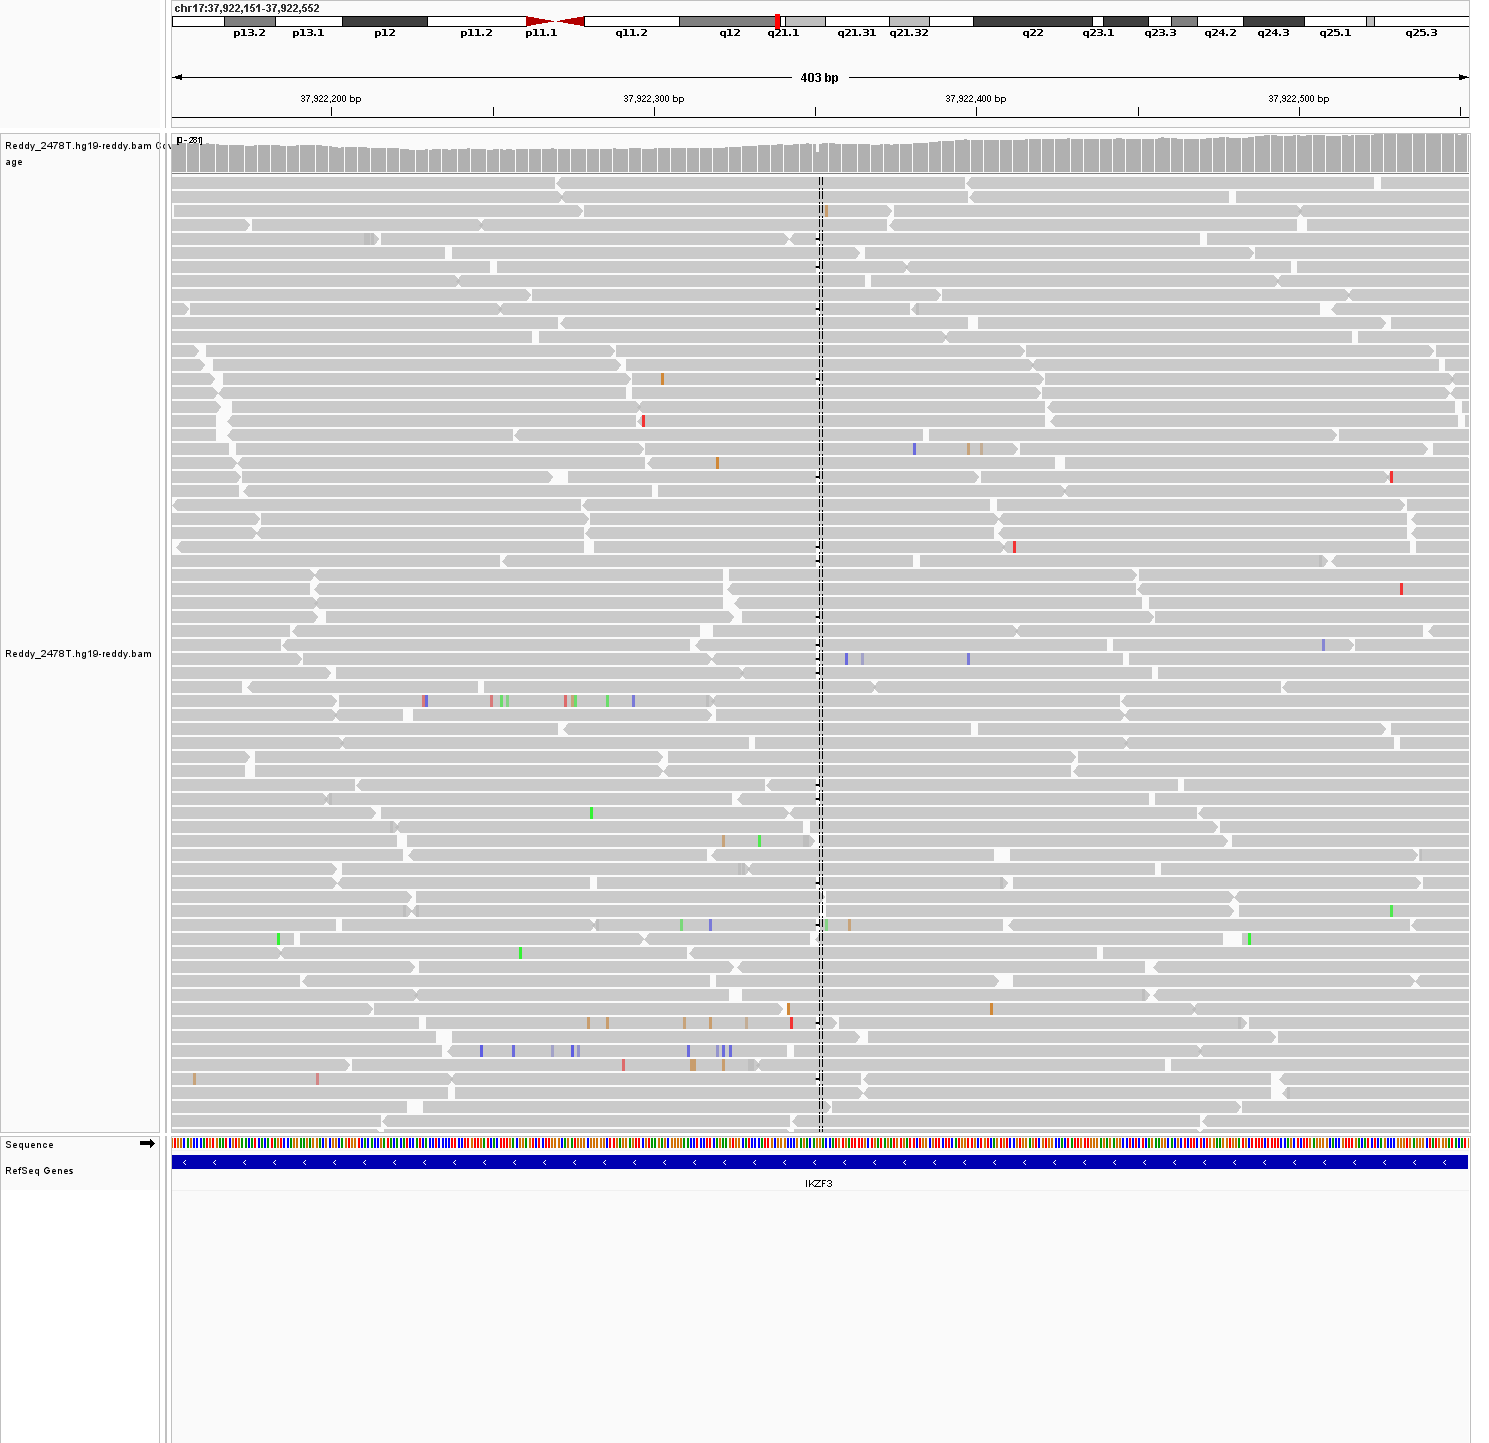 chr17:37,922,151-37,922,552
p13.2 p13.1 p12 p11.2 p11.1 q11.2 q12 q21.1 q21.31 q21.32 q22 q23.1 q23.3 q24.2 q24.3 q25.1 q25.3
403 bp
37,922,200 bp 37,922,300 bp 37,922,400 bp 37,922,500 bp
[0-281]
Reddy_2478T.hg19-reddy.bam Cov
age
Reddy_2478T.hg19-reddy.bam
Sequence
RefSeq Genes
IKZF3